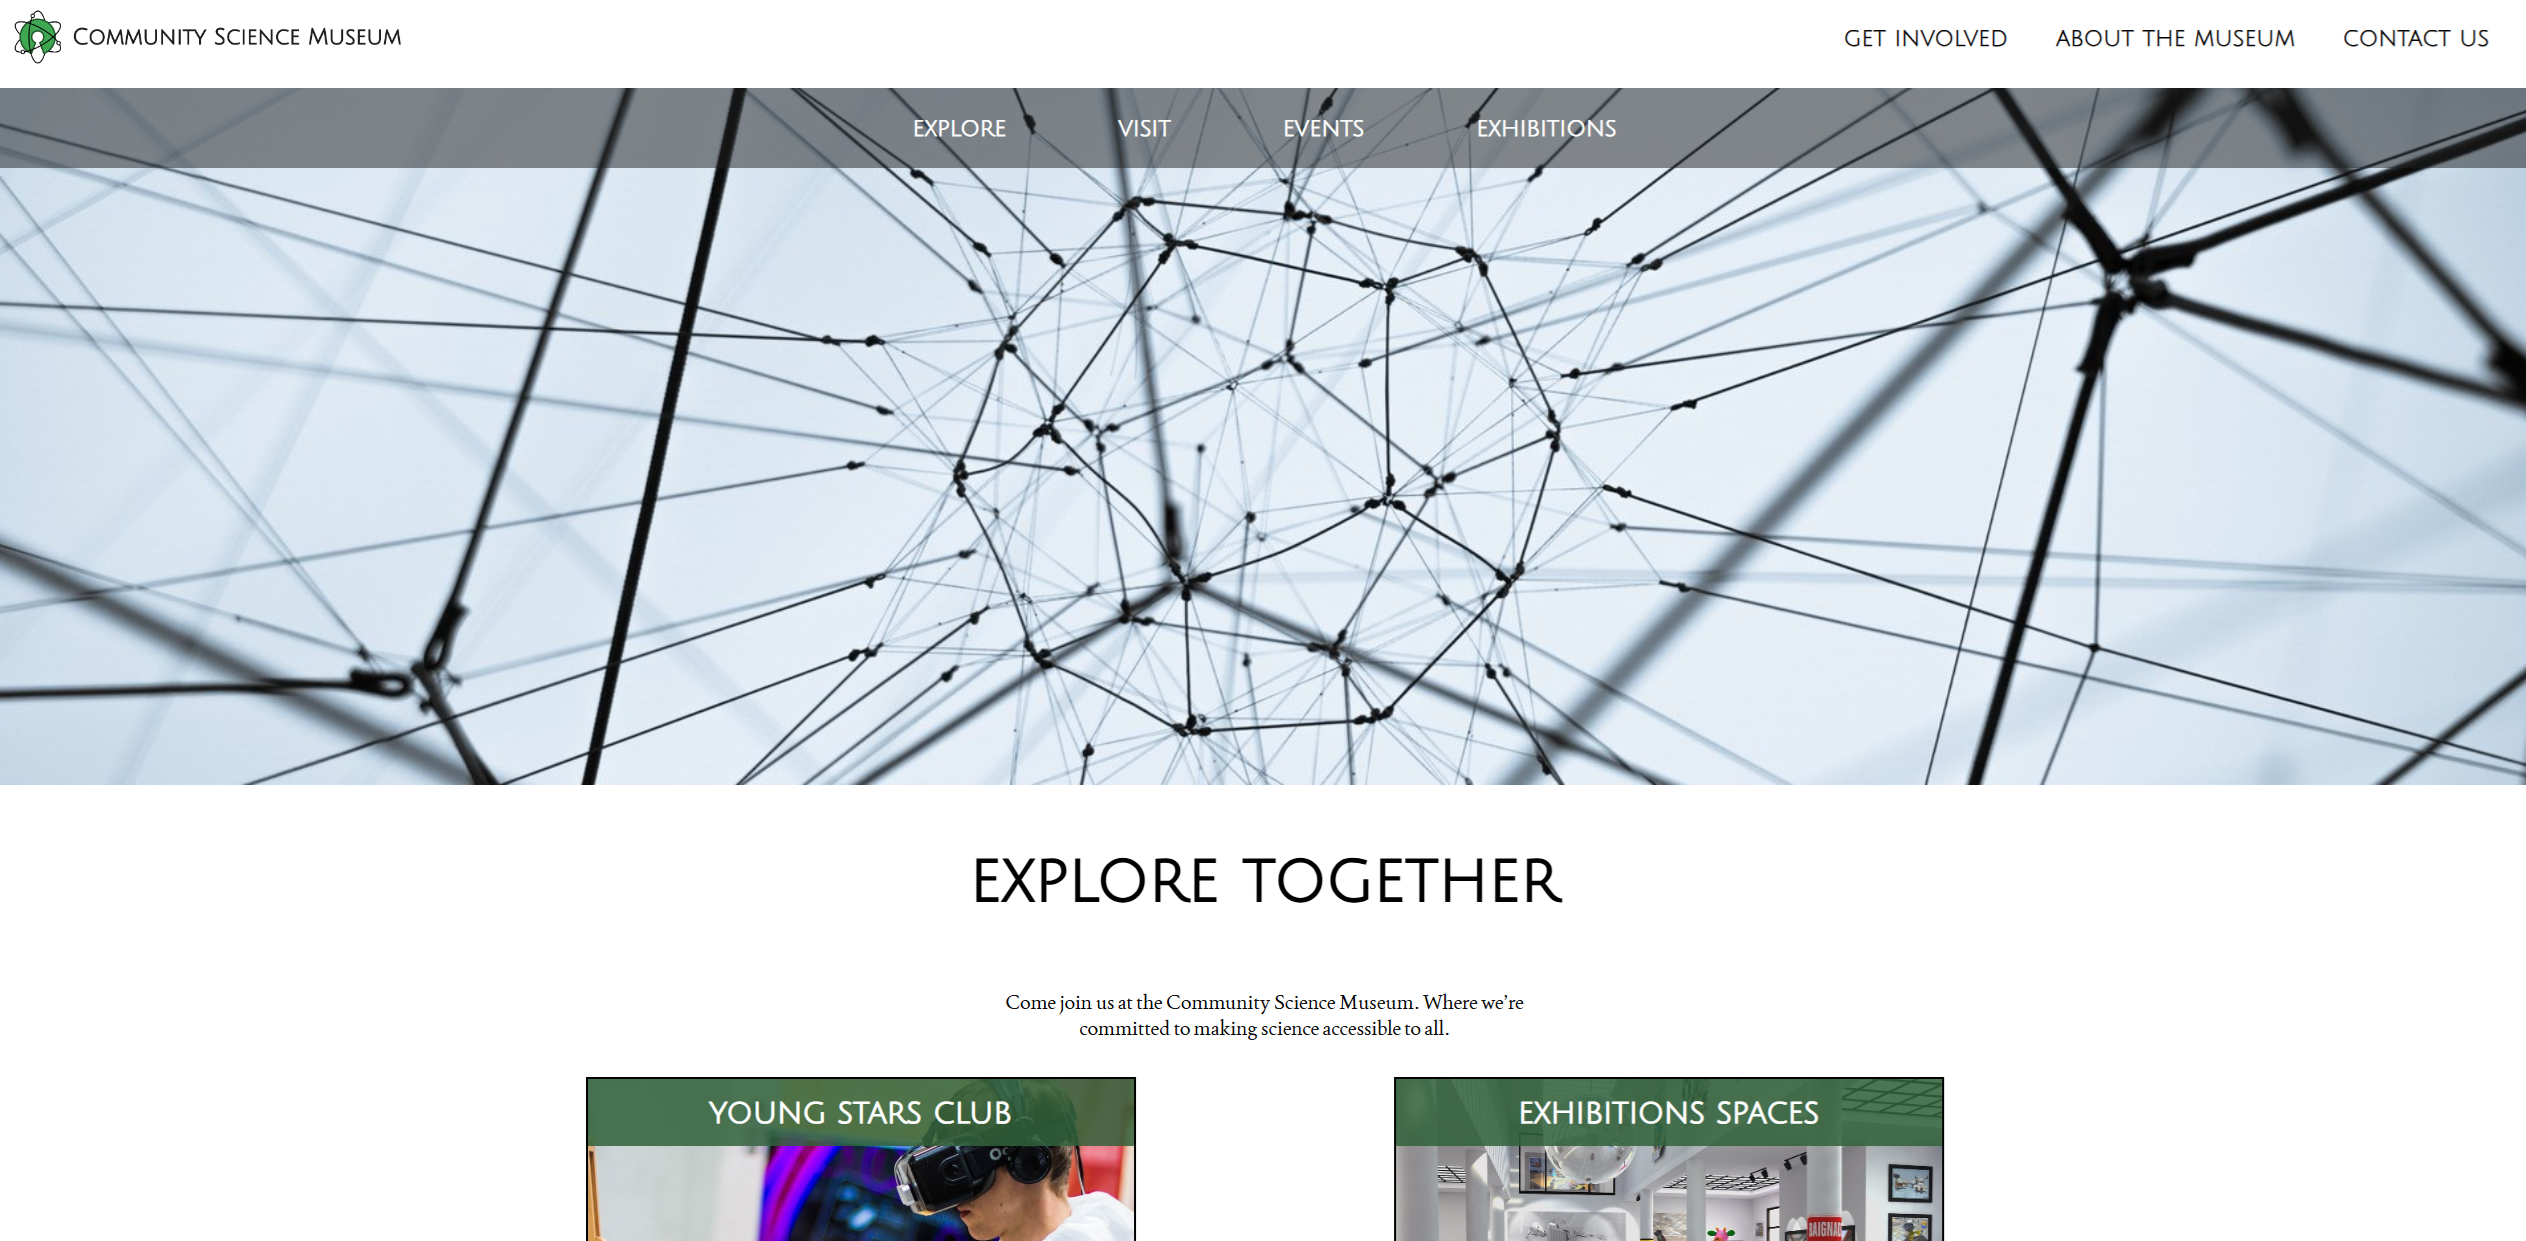 COMMUNITY SCIENCE MUSEUM
GET INVOLVED
ABOUT THE MUSEUM
CONTACT US
EXPLORE
VISIT
EVENTS
EXHIBITIONS
EXPLORE TOGETHER
Come join us at the Community Science Museum. Where we’re
committed to making science accessible to all.
YOUNG STARS CLUB
EXHIBITIONS SPACES